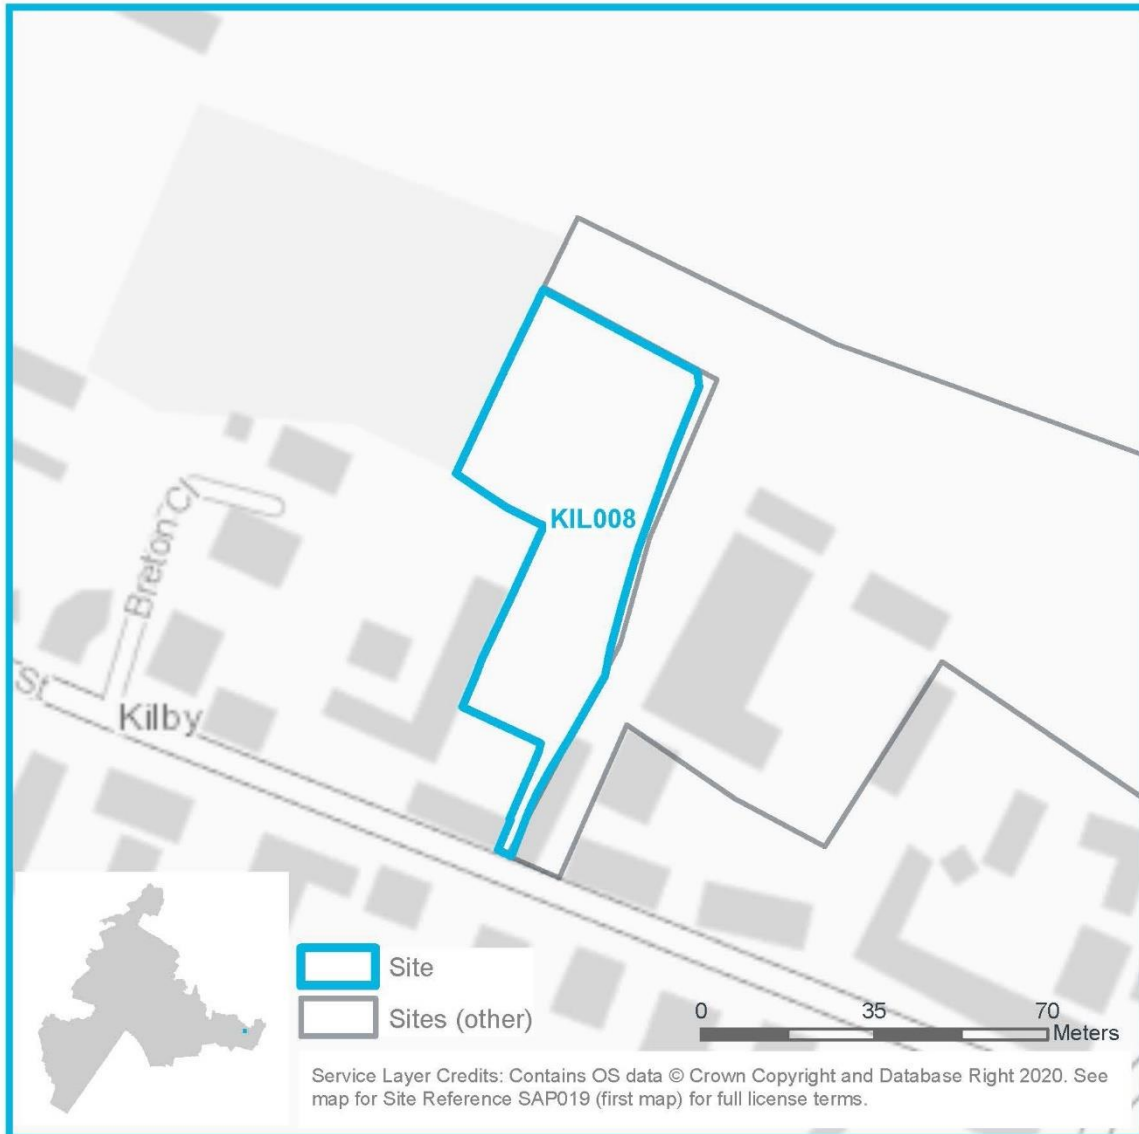 KIL008
Breton Cl
St
Kilby
Site
Sites (other)
0 35 70
Meters
Service Layer Credits: Contains OS data © Crown Copyright and Database Right 2020. See
map for Site Reference SAP019 (first map) for full license terms.